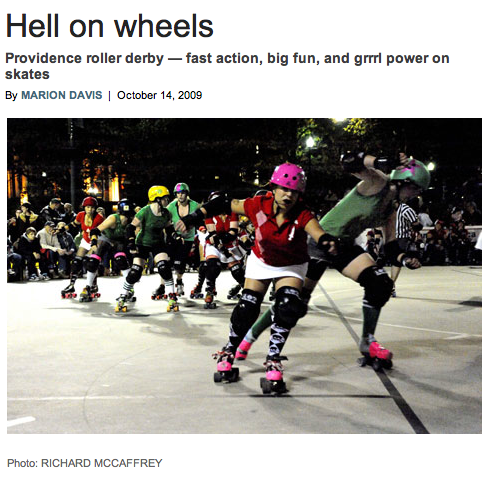 Hell on wheels
Providence roller derby — fast action, big fun, and grrrl power on
skates
By MARION DAVIS | October 14, 2009
Photo: RICHARD MCCAFFREY